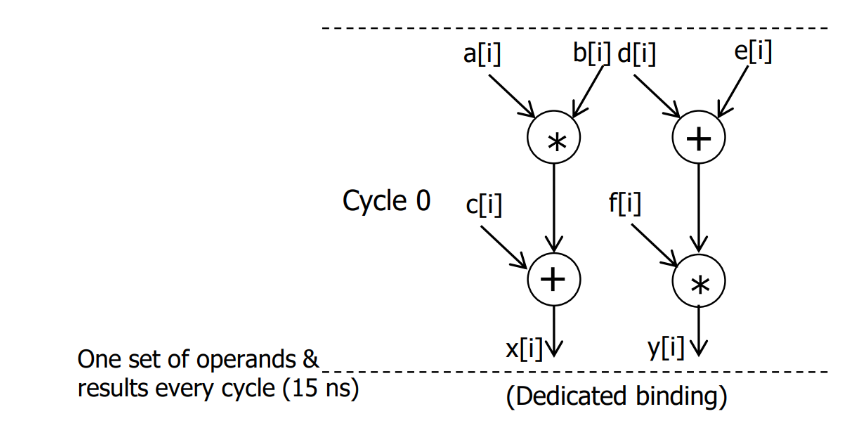 a[i] b[i] d[i] e[i]
* +
Cycle 0 c[i] f[i]
+ *
x[i] y[i]
One set of operands &
results every cycle (15 ns)
(Dedicated binding)